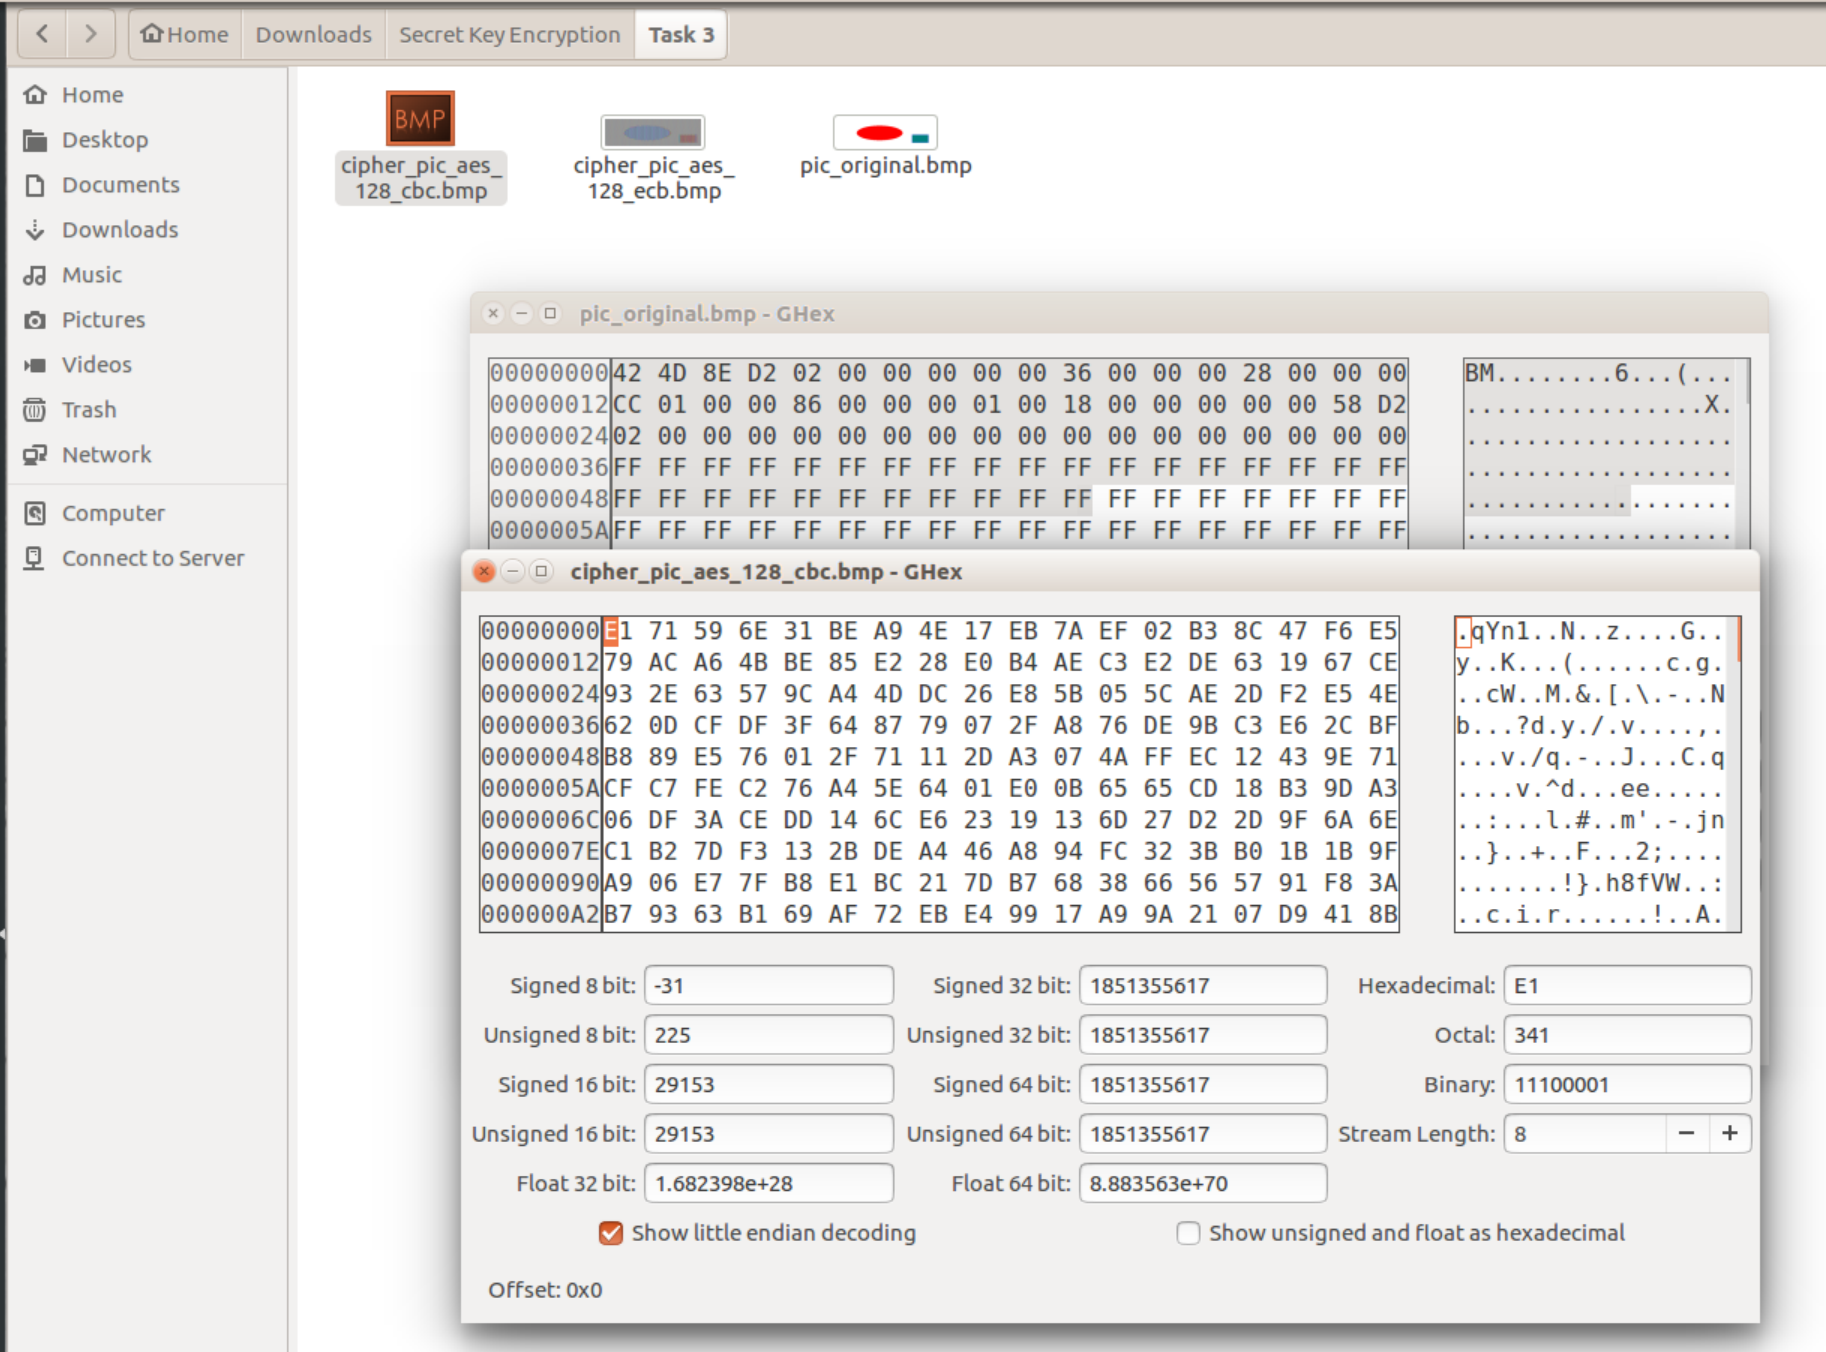 Home Downloads Secret Key Encryption Task 3
Home
Desktop
Documents
Downloads
Music
Pictures
Videos
Trash
Network
Computer
Connect to Server
BMP
cipher_pic_aes_
128_cbc.bmp
cipher_pic_aes_
128_ecb.bmp
pic_original.bmp
pic_original.bmp - GHex
00000000 42 4D 8E D2 02 00 00 00 00 00 36 00 00 00 28 00 00 00 BM........6...(...
00000012 CC 01 00 00 86 00 00 00 01 00 18 00 00 00 00 00 58 D2 ................X.
00000024 02 00 00 00 00 00 00 00 00 00 00 00 00 00 00 00 00 00 ..................
00000036 FF FF FF FF FF FF FF FF FF FF FF FF FF FF FF FF FF FF ..................
00000048 FF FF FF FF FF FF FF FF FF FF FF FF FF FF FF FF FF FF ..................
0000005A FF FF FF FF FF FF FF FF FF FF FF FF FF FF FF FF FF FF ..................
cipher_pic_aes_128_cbc.bmp - GHex
00000000 E1 71 59 6E 31 BE A9 4E 17 EB 7A EF 02 B3 8C 47 F6 E5 .qYn1..N..z....G..
00000012 79 AC A6 4B BE 85 E2 28 E0 B4 AE C3 E2 DE 63 19 67 CE y..K...(......c.g.
00000024 93 2E 63 57 9C A4 4D DC 26 E8 5B 05 5C AE 2D F2 E5 4E ..cW..M.&.[.\.-..N
00000036 62 0D CF DF 3F 64 87 79 07 2F A8 76 DE 9B C3 E6 2C BF b...?d.y./.v....,.
00000048 B8 89 E5 76 01 2F 71 11 2D A3 07 4A FF EC 12 43 9E 71 ...v./q.-..J...C.q
0000005A CF C7 FE C2 76 A4 5E 64 01 E0 0B 65 65 CD 18 B3 9D A3 ....v.^d...ee.....
0000006C 06 DF 3A CE DD 14 6C E6 23 19 13 6D 27 D2 2D 9F 6A 6E ..:...l.#..m'.-.jn
0000007E C1 B2 7D F3 13 2B DE A4 46 A8 94 FC 32 3B B0 1B 1B 9F ..}..+..F...2;....
00000090 A9 06 E7 7F B8 E1 BC 21 7D B7 68 38 66 56 57 91 F8 3A .......!}.h8fVW..:
000000A2 B7 93 63 B1 69 AF 72 EB E4 99 17 A9 9A 21 07 D9 41 8B ..c.i.r......!..A.
Signed 8 bit: -31 Signed 32 bit: 1851355617 Hexadecimal: E1
Unsigned 8 bit: 225 Unsigned 32 bit: 1851355617 Octal: 341
Signed 16 bit: 29153 Signed 64 bit: 1851355617 Binary: 11100001
Unsigned 16 bit: 29153 Unsigned 64 bit: 1851355617 Stream Length: 8 − +
Float 32 bit: 1.682398e+28 Float 64 bit: 8.883563e+70
Show little endian decoding Show unsigned and float as hexadecimal
Offset: 0x0